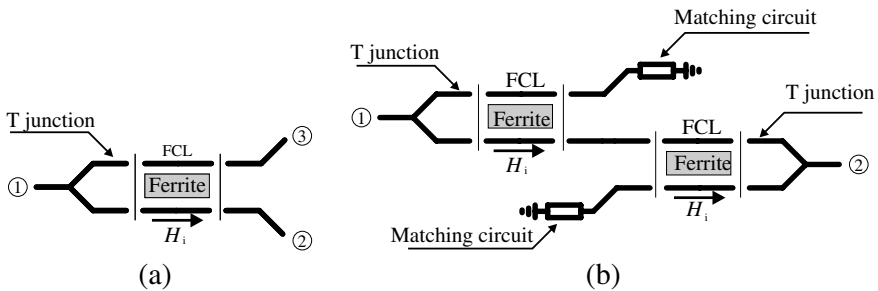 T junction
①
FCL
Ferrite
H i
③
②
(a)
Matching circuit
T junction
①
FCL
Ferrite
H i
T junction
FCL
Ferrite
H i
②
Matching circuit
(b)